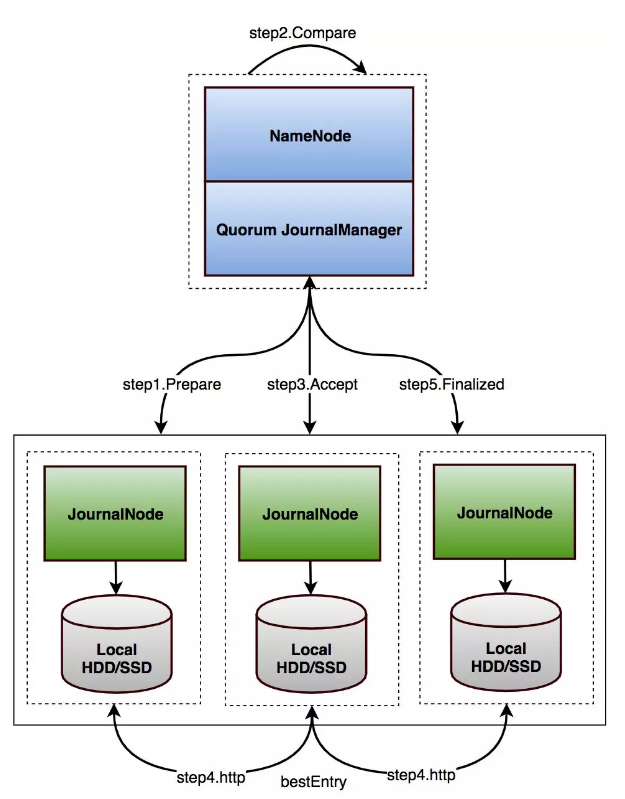 step2.Compare
NameNode
Quorum JournalManager
step1.Prepare
step3.Accept
step5.Finalized
JournalNode
JournalNode
JournalNode
Local
HDD/SSD
Local
HDD/SSD
Local
HDD/SSD
step4.http
bestEntry
step4.http